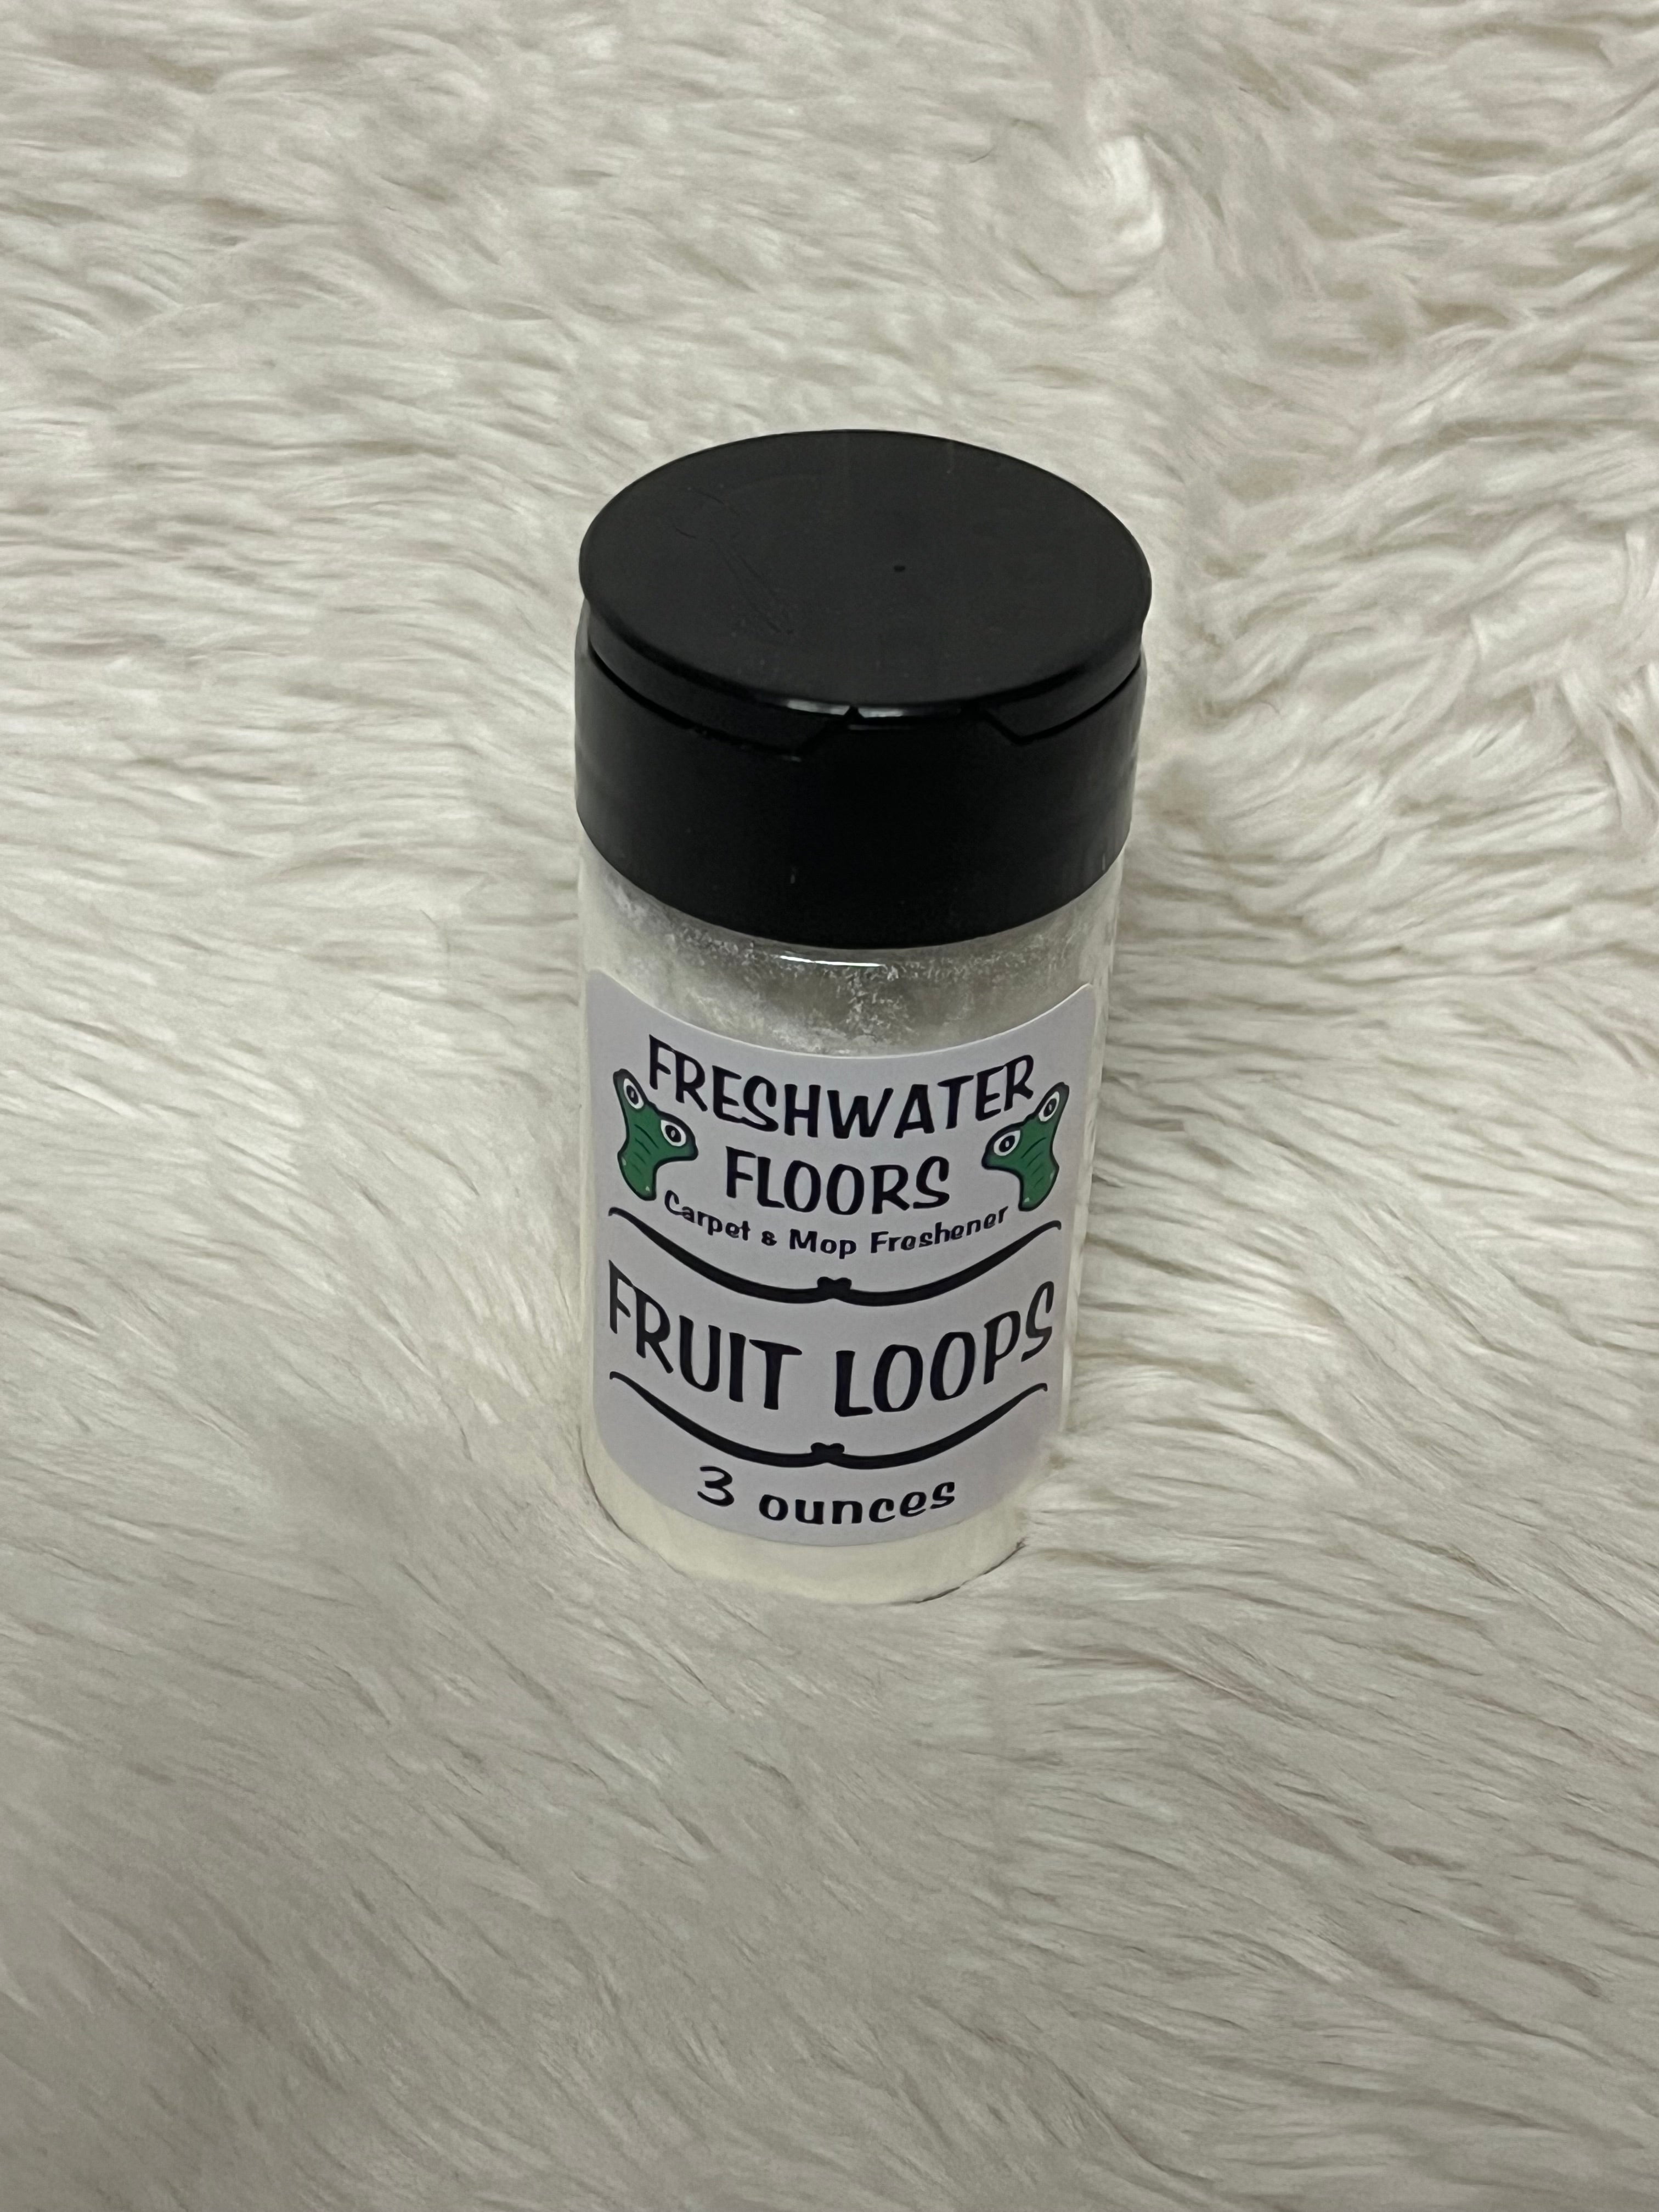 FRESHWATER
FLOORS
Carpet & Mop Freshener
FRUIT LOOPS
3 ounces